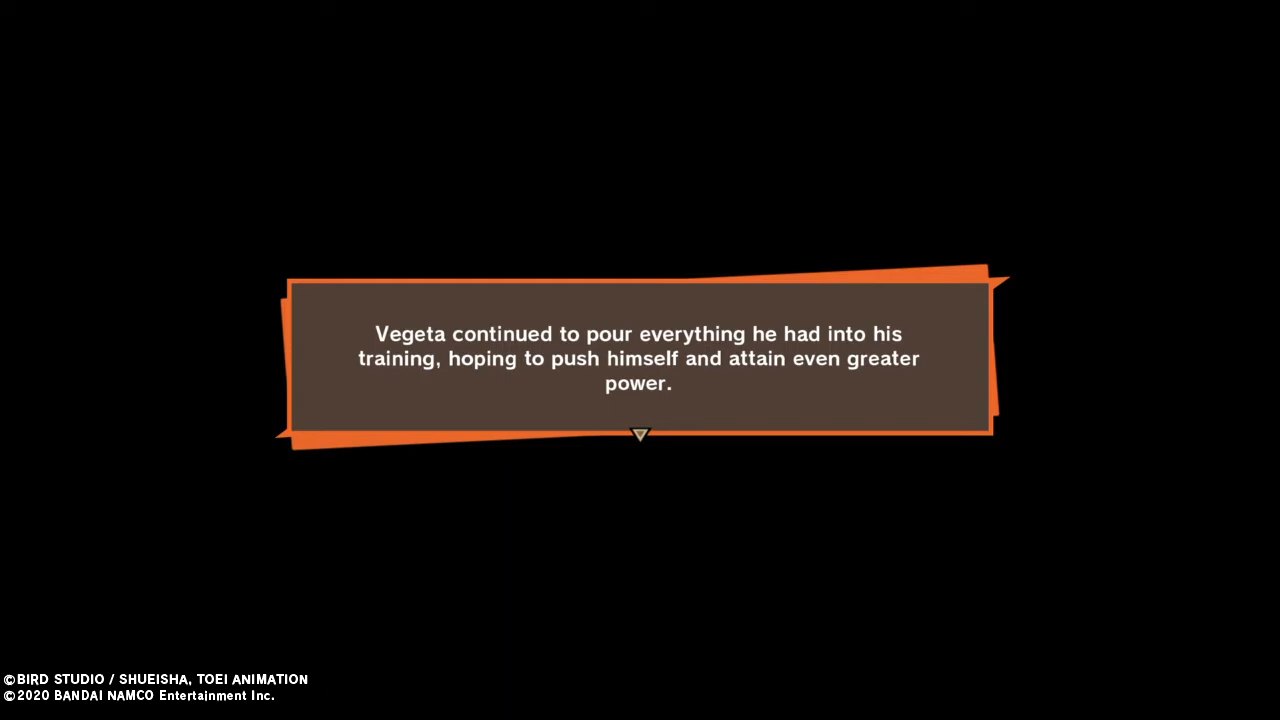 Vegeta continued to pour everything he had into his
training, hoping to push himself and attain even greater
power.
©BIRD STUDIO / SHUEISHA, TOEI ANIMATION
©2020 BANDAI NAMCO Entertainment Inc.